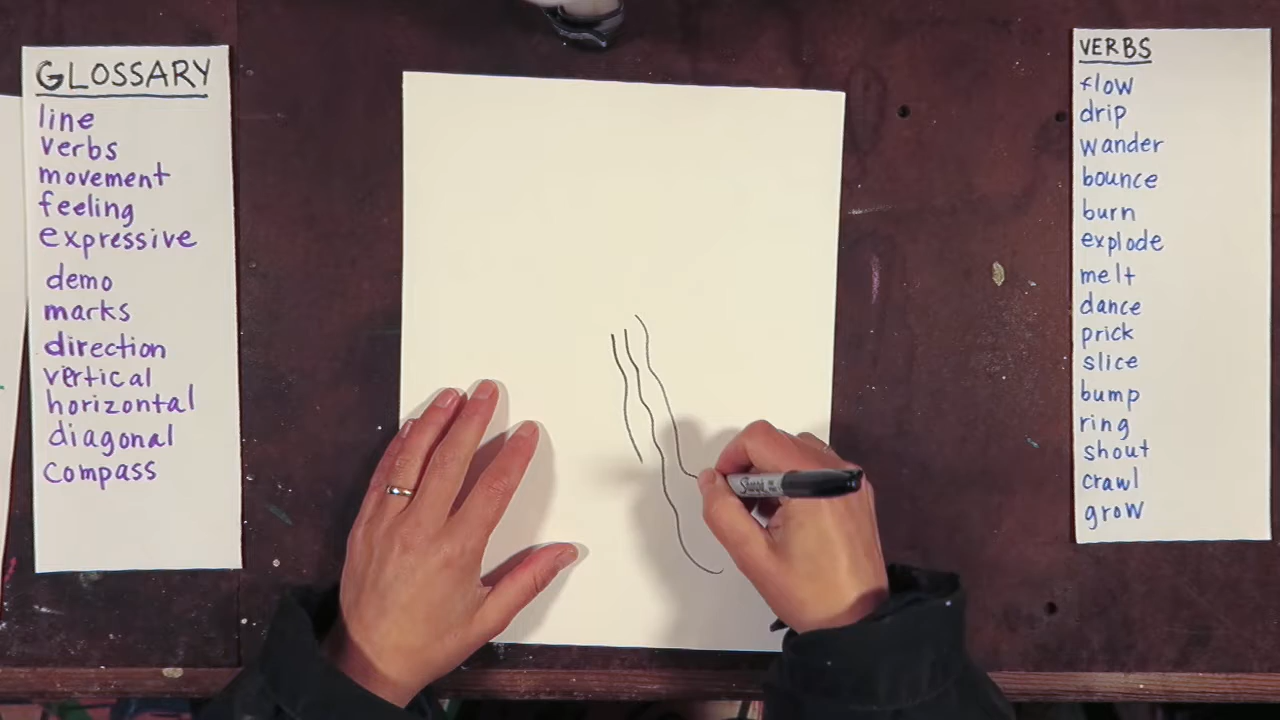 GLOSSARY
line
verbs
movement
feeling
expressive
demo
marks
direction
vertical
horizontal
diagonal
compass
Sharpie
VERBS
flow
drip
wander
bounce
burn
explode
melt
dance
prick
slice
bump
ring
shout
crawl
grow